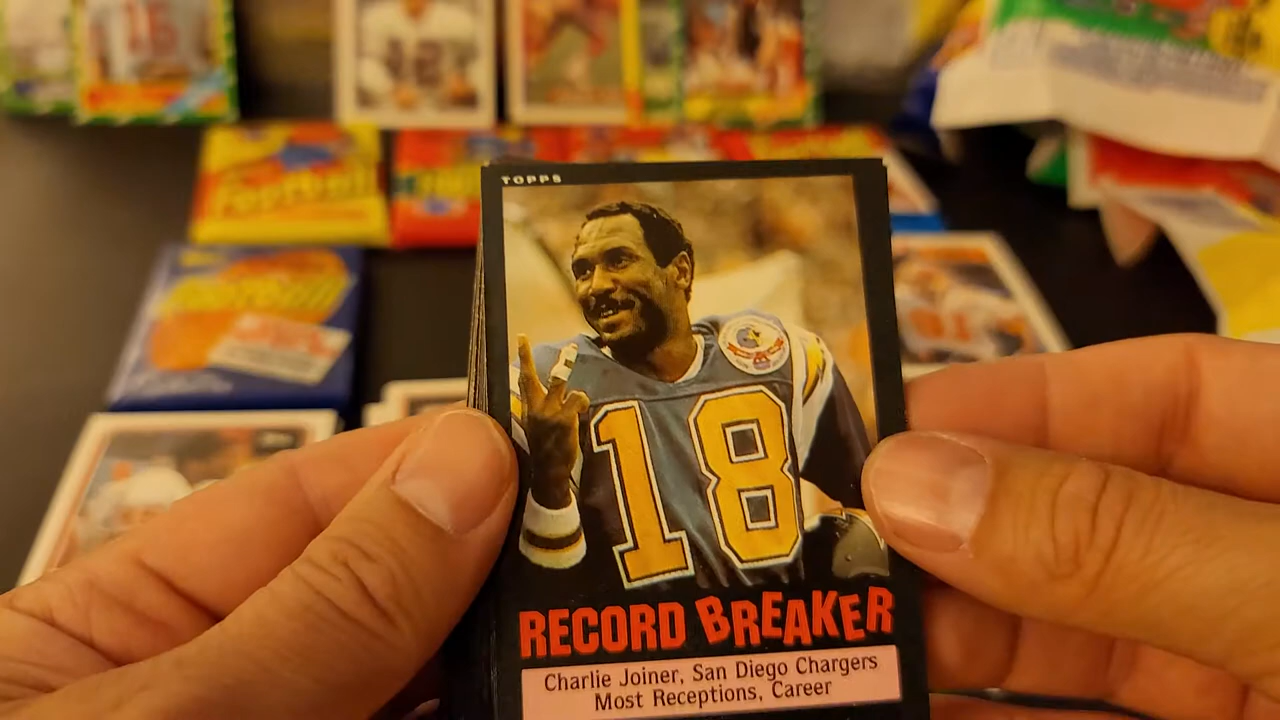 TOPPS
18
RECORD BREAKER
Charlie Joiner, San Diego Chargers
Most Receptions, Career
Football